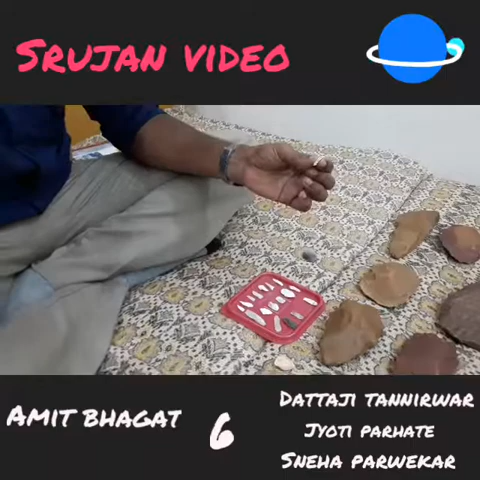 SRUJAN VIDEO
AMIT BHAGAT
6
DATTAJI TANNIRWAR
JYOTI PARHATE
SNEHA PARWEKAR